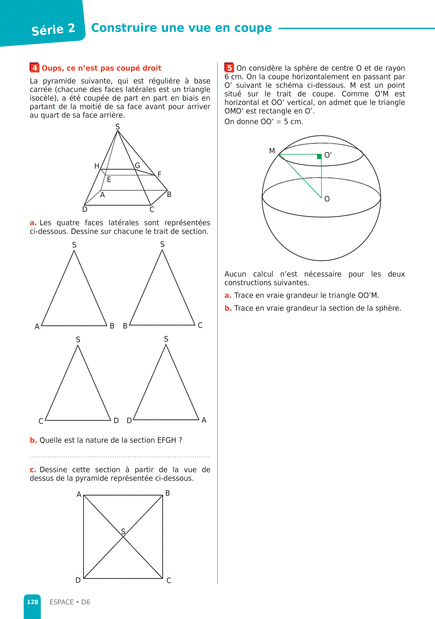 Série 2
Construire une vue en coupe
4 Oups, ce n'est pas coupé droit
La pyramide suivante, qui est régulière à base
carrée (chacune des faces latérales est un triangle
isocèle), a été coupée de part en part en biais en
partant de la moitié de sa face avant pour arriver
au quart de sa face arrière.
S
H
G
E
F
A
B
D
C
a. Les quatre faces latérales sont représentées
ci-dessous. Dessine sur chacune le trait de section.
S
S
A
B
B
C
S
S
C
D
D
A
b. Quelle est la nature de la section EFGH ?
c. Dessine cette section à partir de la vue de
dessus de la pyramide représentée ci-dessous.
A
B
S
D
C
5 On considère la sphère de centre O et de rayon
6 cm. On la coupe horizontalement en passant par
O' suivant le schéma ci-dessous. M est un point
situé sur le trait de coupe. Comme O'M est
horizontal et OO' vertical, on admet que le triangle
OMO' est rectangle en O'.
On donne OO' = 5 cm.
M
O'
O
Aucun calcul n'est nécessaire pour les deux
constructions suivantes.
a. Trace en vraie grandeur le triangle OO'M.
b. Trace en vraie grandeur la section de la sphère.
128
ESPACE • D6